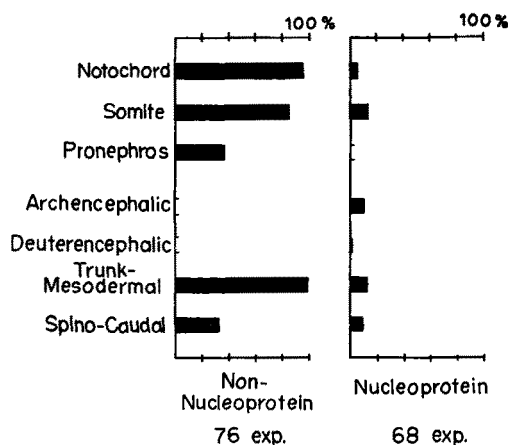 100% 100%
Notochord
Somite
Pronephros
Archencephalic
Deuterencephalic
Trunk-
Mesodermal
Spino-Caudal
Non-
Nucleoprotein
76 exp.
Nucleoprotein
68 exp.